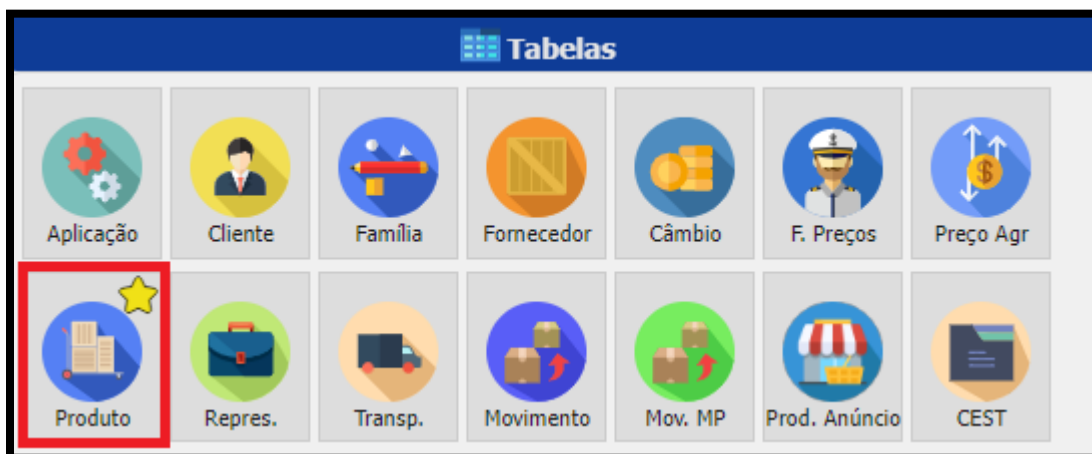 Tabelas
Aplicação Cliente Família Fornecedor Câmbio F. Preços Preço Agr
Produto Repres. Transp. Movimento Mov. MP Prod. Anúncio CEST